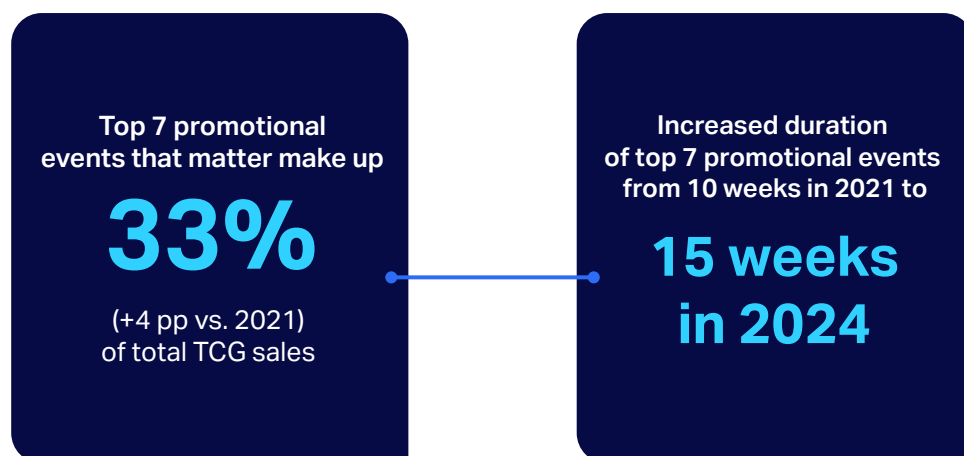 Top 7 promotional
events that matter make up
33%
(+4 pp vs. 2021)
of total TCG sales
Increased duration
of top 7 promotional events
from 10 weeks in 2021 to
15 weeks
in 2024